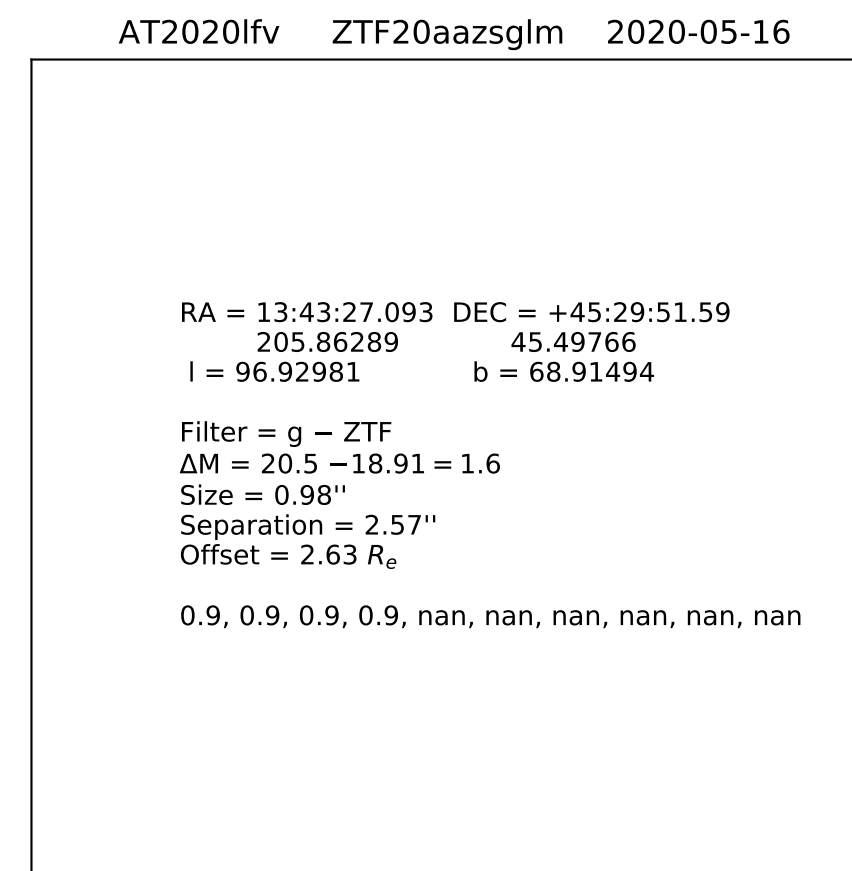 AT2020lfv ZTF20aazsglm 2020-05-16
RA = 13:43:27.093 DEC = +45:29:51.59
205.86289 45.49766
l = 96.92981 b = 68.91494
Filter = g − ZTF
ΔM = 20.5 −18.91 = 1.6
Size = 0.98''
Separation = 2.57''
Offset = 2.63 Re
0.9, 0.9, 0.9, 0.9, nan, nan, nan, nan, nan, nan